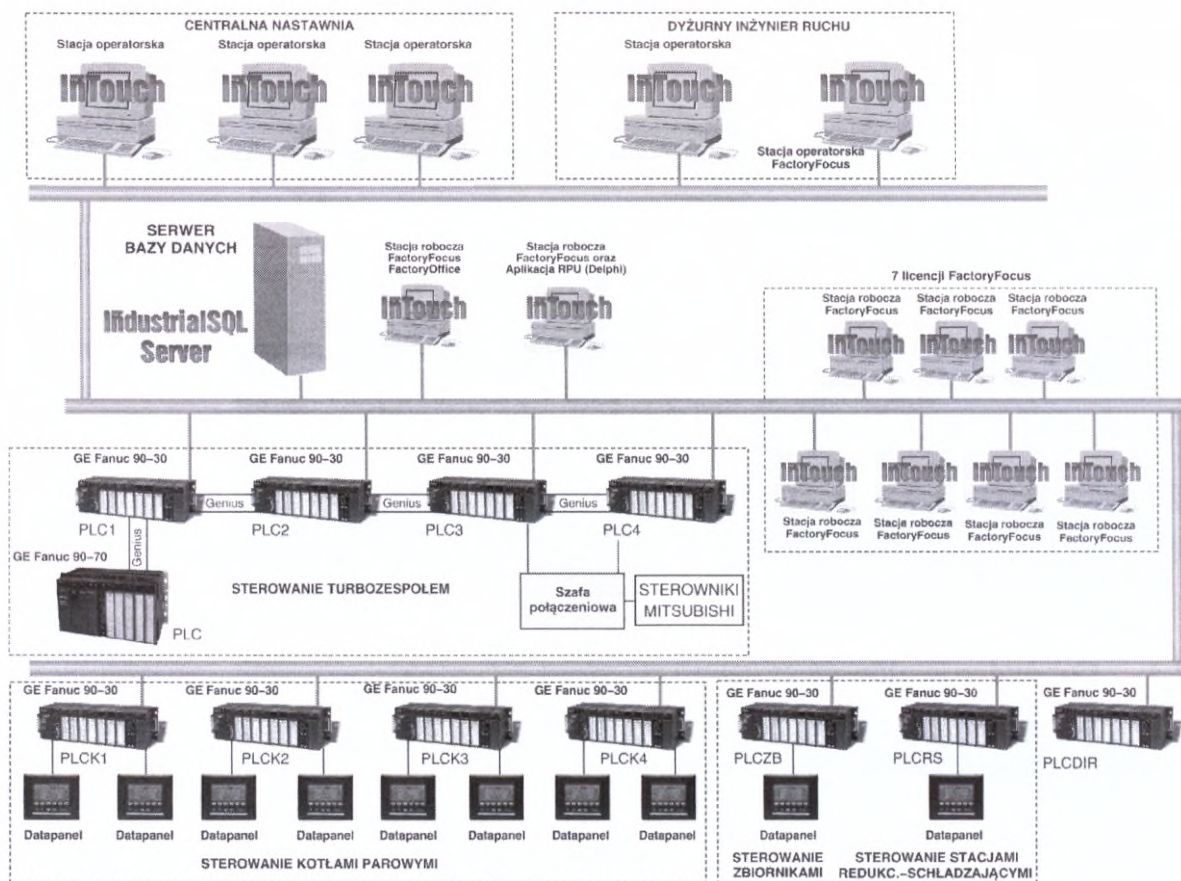 CENTRALNA NASTAWNIA
Stacja operatorska
Stacja operatorska
Stacja operatorska
InTouch
InTouch
InTouch
DYŻURNY INŻYNIER RUCHU
Stacja operatorska
InTouch
InTouch
Stacja operatorska
FactoryFocus
SERWER
BAZY DANYCH
IndustrialSQL
Server
Stacja robocza
FactoryFocus
FactoryOffice
InTouch
Stacja robocza
FactoryFocus oraz
Aplikacja RPU (Delphi)
InTouch
7 licencji FactoryFocus
Stacja robocza
FactoryFocus
Stacja robocza
FactoryFocus
Stacja robocza
FactoryFocus
InTouch
InTouch
InTouch
InTouch
InTouch
InTouch
InTouch
Stacja robocza
FactoryFocus
Stacja robocza
FactoryFocus
Stacja robocza
FactoryFocus
Stacja robocza
FactoryFocus
GE Fanuc 90–30
GE Fanuc 90–30
GE Fanuc 90–30
GE Fanuc 90–30
Genius
Genius
Genius
PLC1
PLC2
PLC3
PLC4
Genius
GE Fanuc 90–70
PLC
STEROWANIE TURBOZESPOŁEM
Szafa
połączeniowa
STEROWNIKI
MITSUBISHI
GE Fanuc 90–30
GE Fanuc 90–30
GE Fanuc 90–30
GE Fanuc 90–30
GE Fanuc 90–30
GE Fanuc 90–30
GE Fanuc 90–30
PLCK1
PLCK2
PLCK3
PLCK4
PLCZB
PLCRS
PLCDIR
Datapanel
Datapanel
Datapanel
Datapanel
Datapanel
Datapanel
Datapanel
Datapanel
Datapanel
Datapanel
STEROWANIE KOTŁAMI PAROWYMI
STEROWANIE
ZBIORNIKAMI
STEROWANIE STACJAMI
REDUKC.–SCHŁADZAJĄCYMI